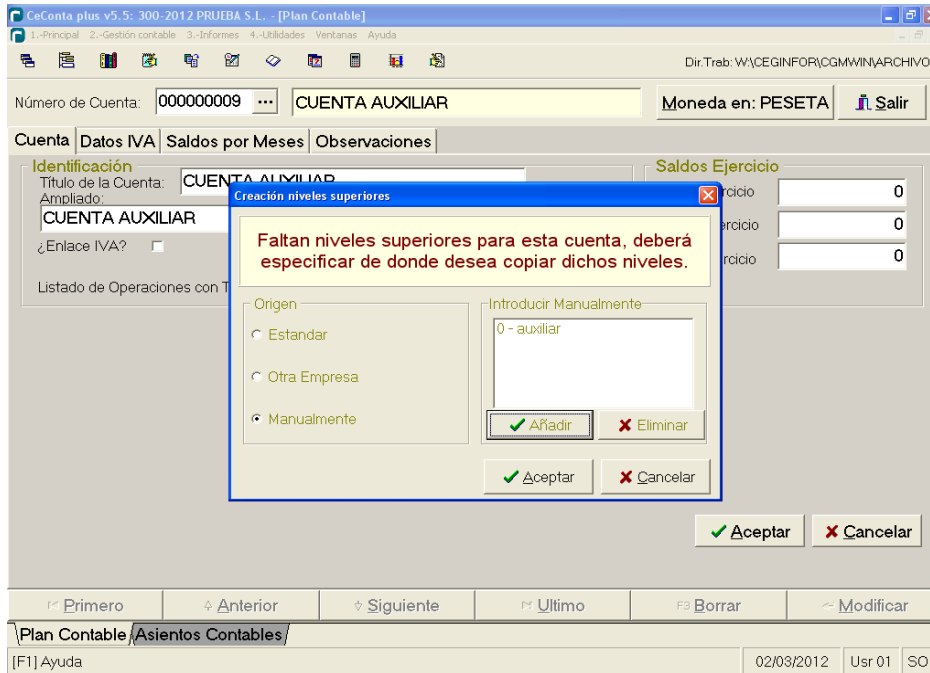 CeConta plus v5.5: 300-2012 PRUEBA S.L. - [Plan Contable]
1.-Principal 2.-Gestión contable 3.-Informes 4.-Utilidades Ventanas Ayuda
Dir.Trab: W:\CEGINFOR\CGMWIN\ARCHIVO
Número de Cuenta: 000000009 ... CUENTA AUXILIAR Moneda en: PESETA Salir
Cuenta Datos IVA Saldos por Meses Observaciones
Identificación Saldos Ejercicio
Título de la Cuenta: CUENTA AUXILIAR rcicio 0
Ampliado:
CUENTA AUXILIAR ercicio 0
¿Enlace IVA? rcicio 0
Listado de Operaciones con T
Creación niveles superiores
Faltan niveles superiores para esta cuenta, deberá
especificar de donde desea copiar dichos niveles.
Origen Introducir Manualmente
0 - auxiliar
Estandar
Otra Empresa
Manualmente Añadir Eliminar
Aceptar Cancelar
Aceptar Cancelar
Primero Anterior Siguiente Ultimo F3 Borrar Modificar
Plan Contable Asientos Contables
[F1] Ayuda 02/03/2012 Usr 01 SO